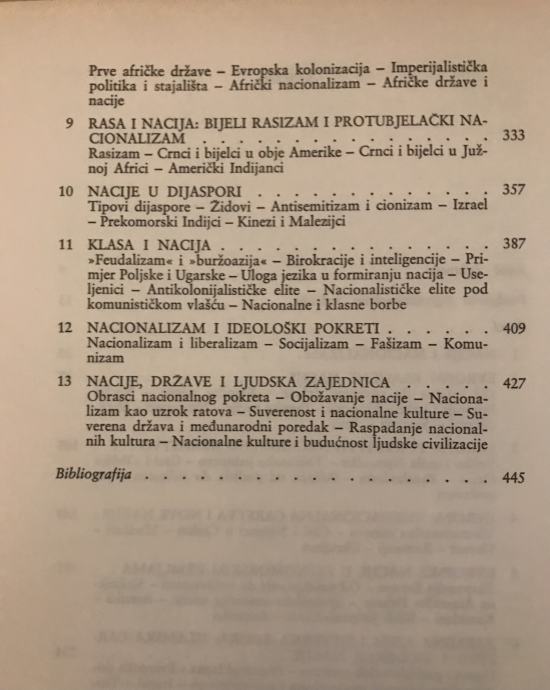 Prve afričke države – Evropska kolonizacija – Imperijalistička
politika i stajališta – Afrički nacionalizam – Afričke države i
nacije
9 RASA I NACIJA: BIJELI RASIZAM I PROTUBJELAČKI NA-
CIONALIZAM . . . . . . . . . . . . . . . . 333
Rasizam – Crnci i bijelci u obje Amerike – Crnci i bijelci u Juž-
noj Africi – Američki Indijanci
10 NACIJE U DIJASPORI . . . . . . . . . . . . 357
Tipovi dijaspore – Židovi – Antisemitizam i cionizam – Izrael
– Prekomorski Indijci – Kinezi i Malezijci
11 KLASA I NACIJA . . . . . . . . . . . . . . 387
»Feudalizam« i »buržoazija« – Birokracije i inteligencije – Pri-
mjer Poljske i Ugarske – Uloga jezika u formiranju nacija – Use-
ljenici – Antikolonijalističke elite – Nacionalističke elite pod
komunističkom vlašću – Nacionalne i klasne borbe
12 NACIONALIZAM I IDEOLOŠKI POKRETI . . . . . . 409
Nacionalizam i liberalizam – Socijalizam – Fašizam – Komu-
nizam
13 NACIJE, DRŽAVE I LJUDSKA ZAJEDNICA . . . . . 427
Obrasci nacionalnog pokreta – Obožavanje nacije – Naciona-
lizam kao uzrok ratova – Suverenost i nacionalne kulture – Su-
verena država i međunarodni poredak – Raspadanje nacional-
nih kultura – Nacionalne kulture i budućnost ljudske civilizacije
Bibliografija . . . . . . . . . . . . . . . . . . 445